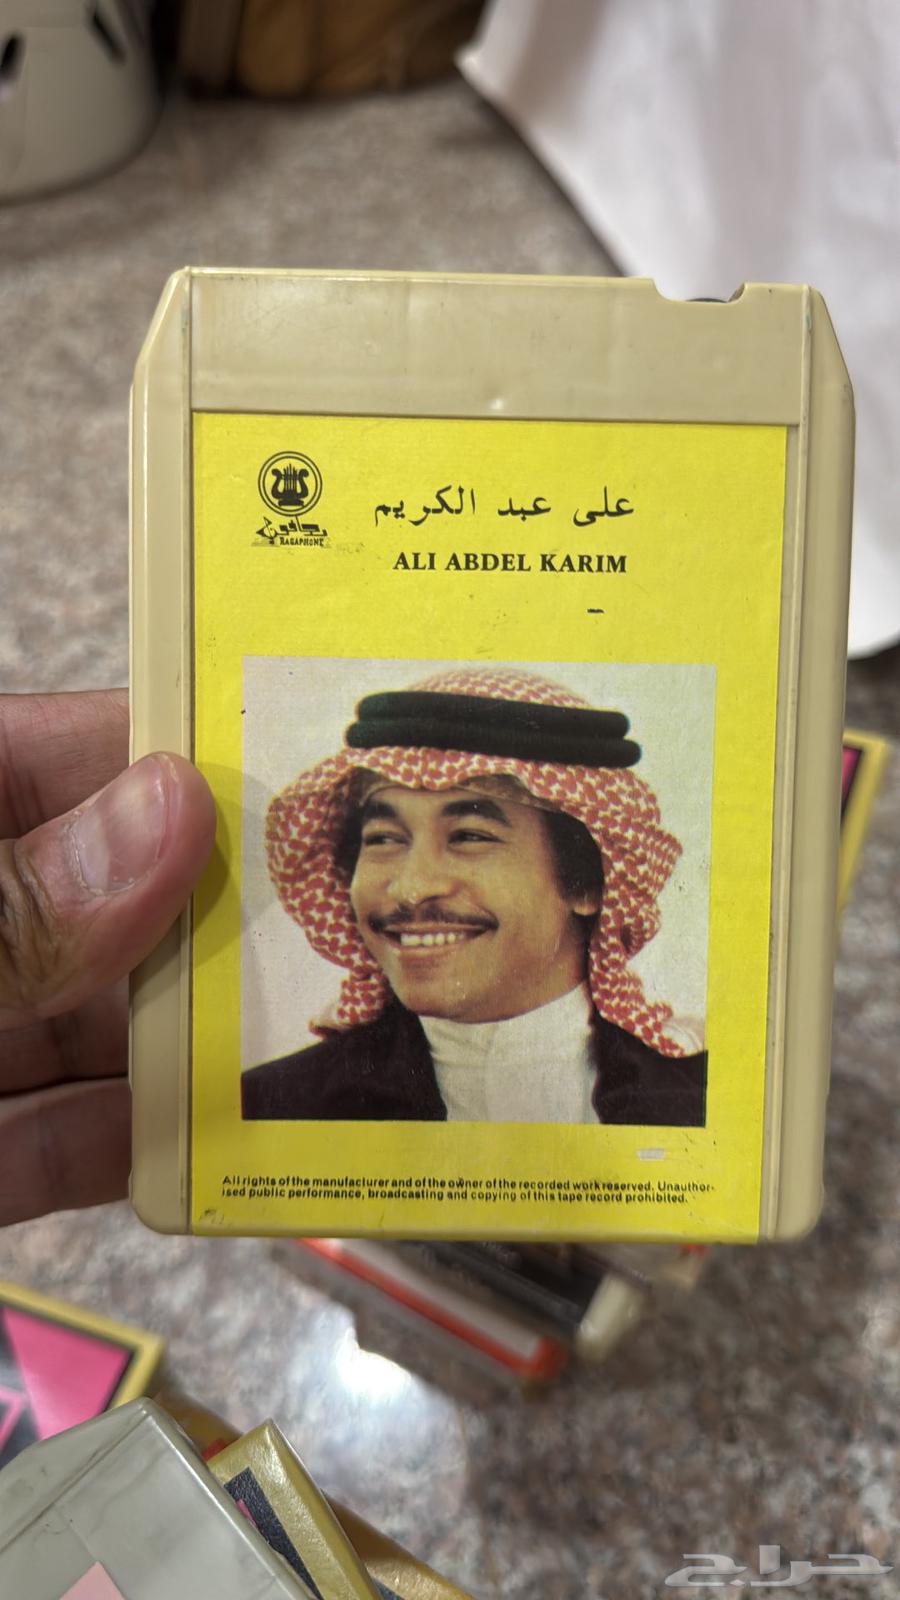 على عبد الكريم
رجافون
RAGAPHONE
ALI ABDEL KARIM
All rights of the manufacturer and of the owner of the recorded work reserved. Unauthor-
ised public performance, broadcasting and copying of this tape record prohibited.
حراج